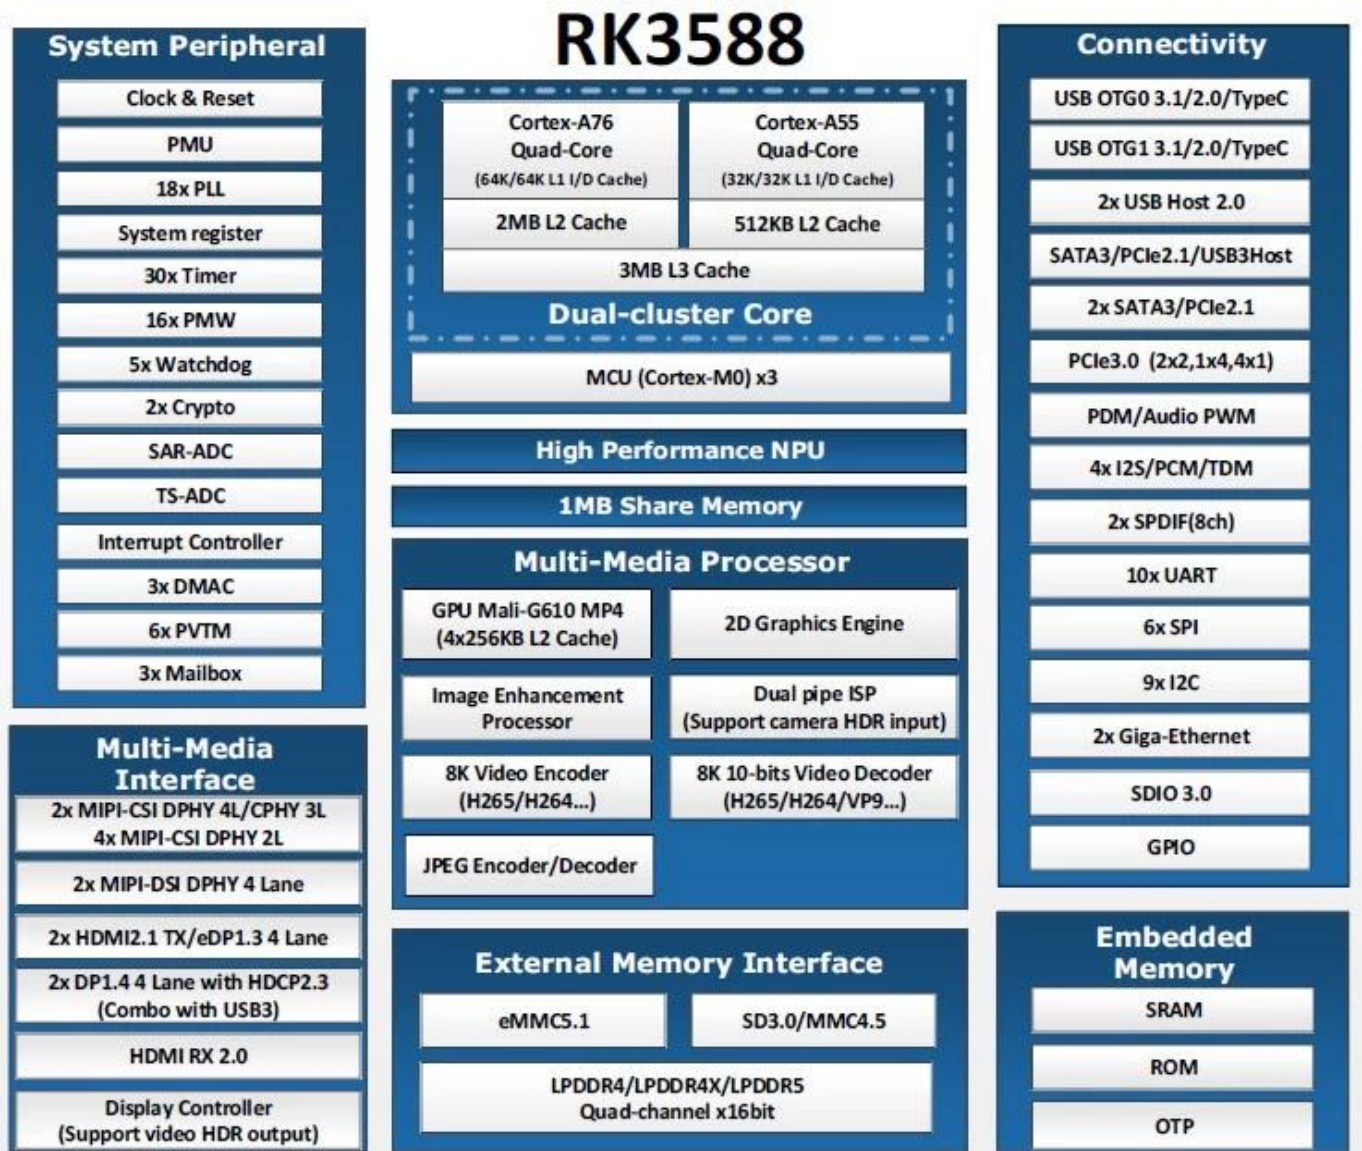 RK3588
System Peripheral
Clock & Reset
PMU
18x PLL
System register
30x Timer
16x PMW
5x Watchdog
2x Crypto
SAR-ADC
TS-ADC
Interrupt Controller
3x DMAC
6x PVTM
3x Mailbox
Multi-Media
Interface
2x MIPI-CSI DPHY 4L/CPHY 3L
4x MIPI-CSI DPHY 2L
2x MIPI-DSI DPHY 4 Lane
2x HDMI2.1 TX/eDP1.3 4 Lane
2x DP1.4 4 Lane with HDCP2.3
(Combo with USB3)
HDMI RX 2.0
Display Controller
(Support video HDR output)
Cortex-A76
Quad-Core
(64K/64K L1 I/D Cache)
2MB L2 Cache
Cortex-A55
Quad-Core
(32K/32K L1 I/D Cache)
512KB L2 Cache
3MB L3 Cache
Dual-cluster Core
MCU (Cortex-M0) x3
High Performance NPU
1MB Share Memory
Multi-Media Processor
GPU Mali-G610 MP4
(4x256KB L2 Cache)
2D Graphics Engine
Image Enhancement
Processor
Dual pipe ISP
(Support camera HDR input)
8K Video Encoder
(H265/H264...)
8K 10-bits Video Decoder
(H265/H264/VP9...)
JPEG Encoder/Decoder
External Memory Interface
eMMC5.1
SD3.0/MMC4.5
LPDDR4/LPDDR4X/LPDDR5
Quad-channel x16bit
Connectivity
USB OTG0 3.1/2.0/TypeC
USB OTG1 3.1/2.0/TypeC
2x USB Host 2.0
SATA3/PCIe2.1/USB3Host
2x SATA3/PCIe2.1
PCIe3.0 (2x2,1x4,4x1)
PDM/Audio PWM
4x I2S/PCM/TDM
2x SPDIF(8ch)
10x UART
6x SPI
9x I2C
2x Giga-Ethernet
SDIO 3.0
GPIO
Embedded
Memory
SRAM
ROM
OTP